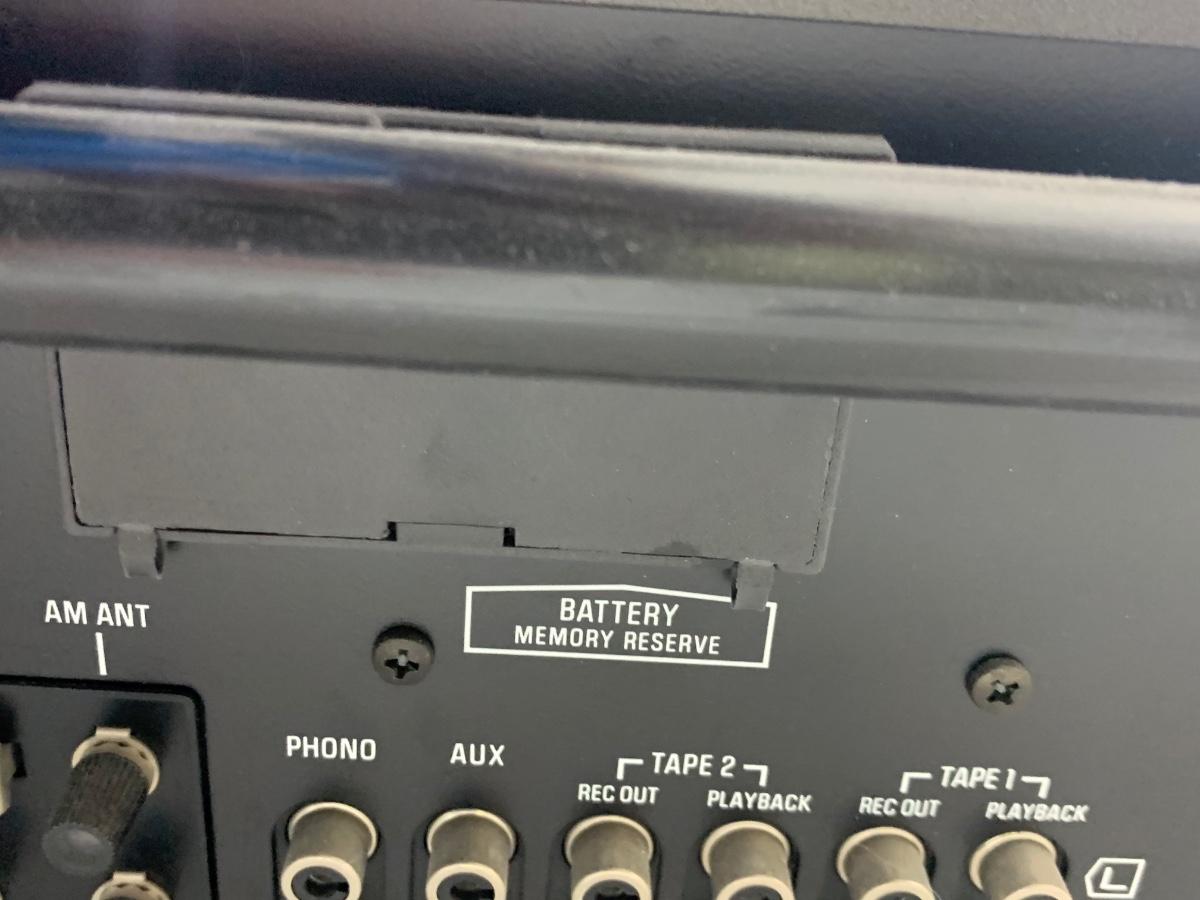 AM ANT
BATTERY
MEMORY RESERVE
PHONO
AUX
TAPE 2
REC OUT
PLAYBACK
TAPE 1
REC OUT
PLAYBACK
L